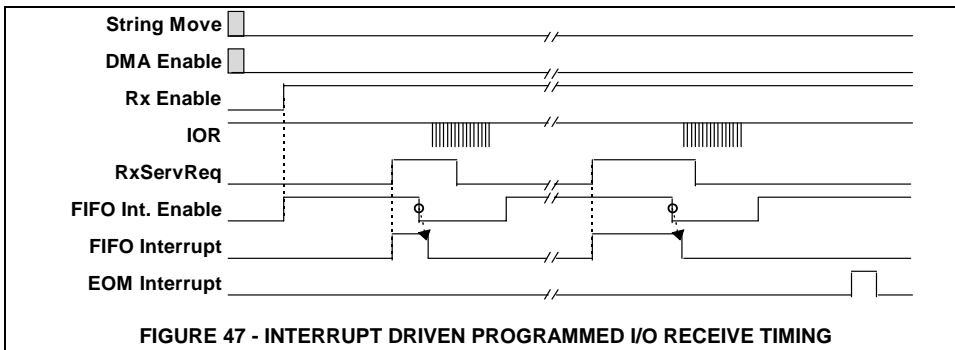 String Move
DMA Enable
Rx Enable
IOR
RxServReq
FIFO Int. Enable
FIFO Interrupt
EOM Interrupt
FIGURE 47 - INTERRUPT DRIVEN PROGRAMMED I/O RECEIVE TIMING